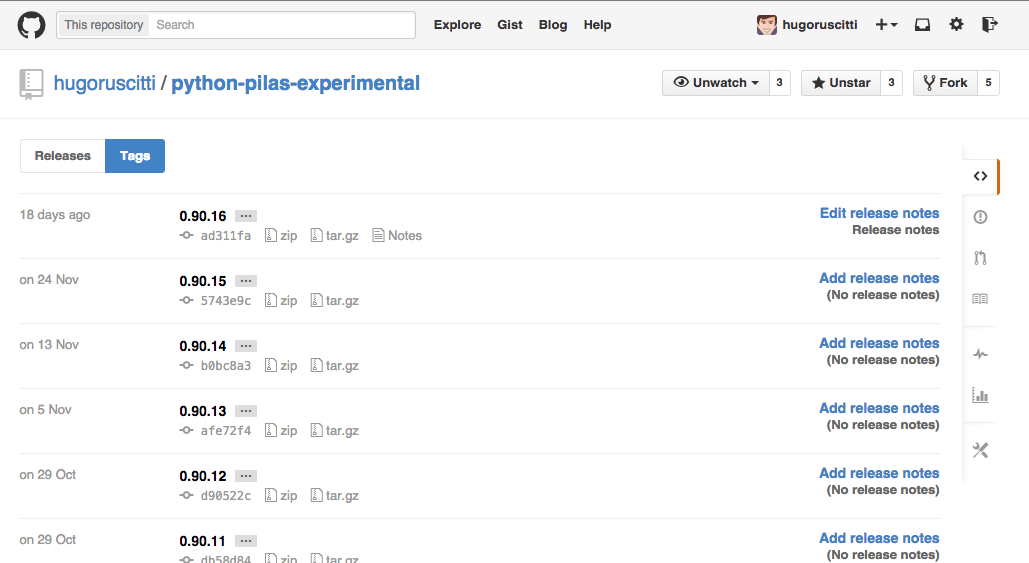 This repository Search Explore Gist Blog Help hugoruscitti
hugoruscitti / python-pilas-experimental Unwatch 3 Unstar 3 Fork 5
Releases Tags
18 days ago 0.90.16 ... Edit release notes
ad311fa zip tar.gz Notes Release notes
on 24 Nov 0.90.15 ... Add release notes
5743e9c zip tar.gz (No release notes)
on 13 Nov 0.90.14 ... Add release notes
b0bc8a3 zip tar.gz (No release notes)
on 5 Nov 0.90.13 ... Add release notes
afe72f4 zip tar.gz (No release notes)
on 29 Oct 0.90.12 ... Add release notes
d90522c zip tar.gz (No release notes)
on 29 Oct 0.90.11 ... Add release notes
db58d84 zip tar.gz (No release notes)